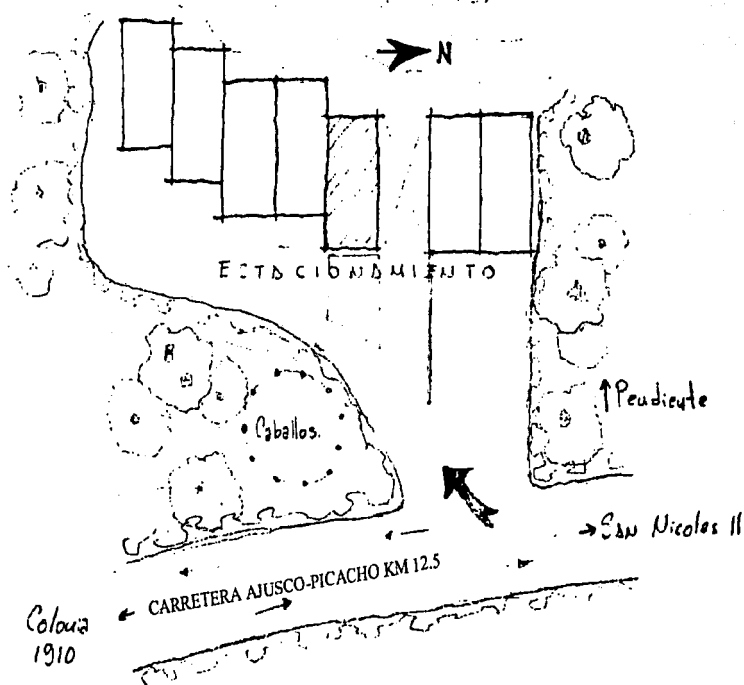 N
ESTACIONAMIENTO
Caballos.
↑Pendiente
→SAN Nicolas II
CARRETERA AJUSCO-PICACHO KM 12.5
Colonia
1910